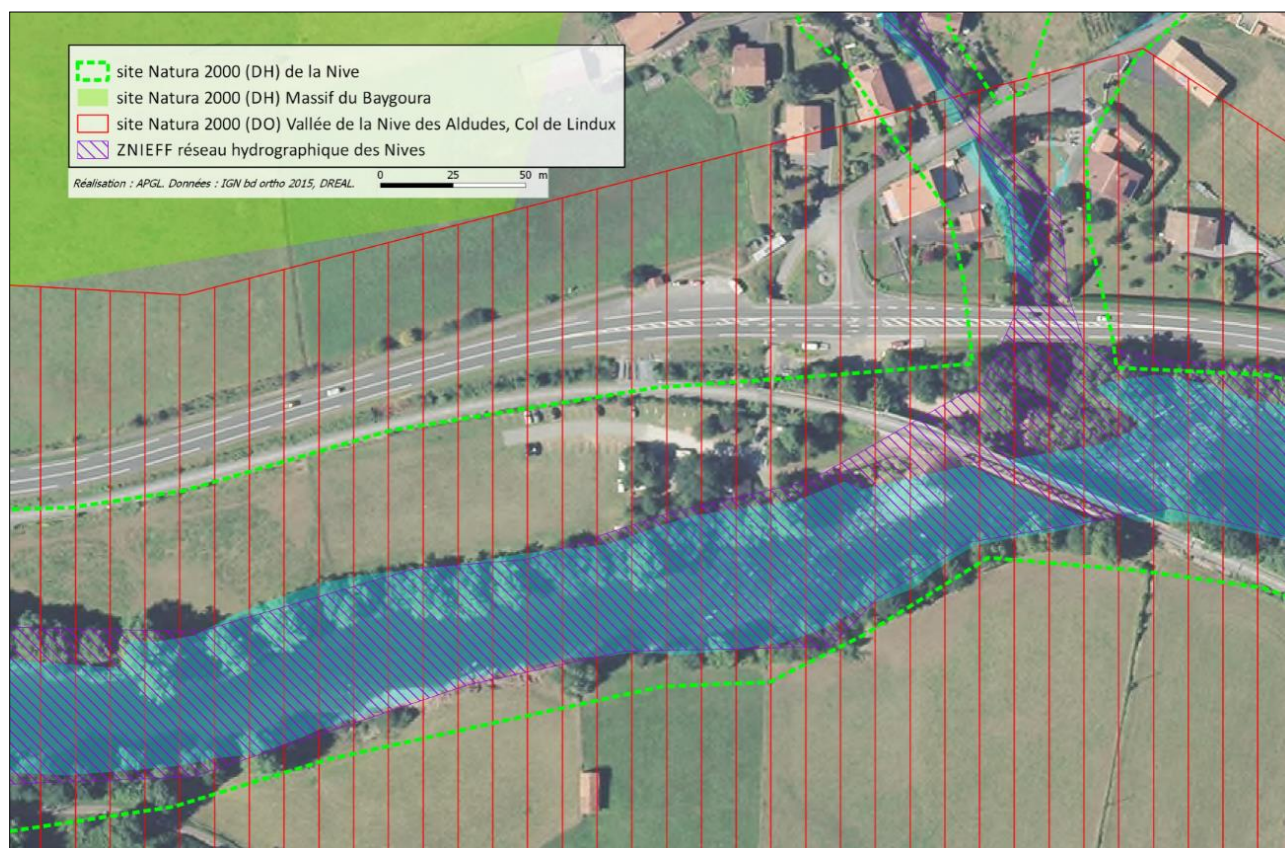 site Natura 2000 (DH) de la Nive
site Natura 2000 (DH) Massif du Baygoura
site Natura 2000 (DO) Vallée de la Nive des Aldudes, Col de Lindux
ZNIEFF réseau hydrographique des Nives
Réalisation : APGL. Données : IGN bd ortho 2015, DREAL.
0 25 50 m